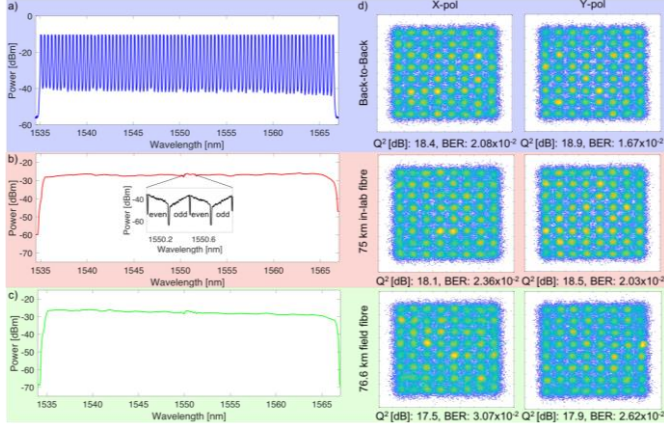 a)
0
-20
-40
-60
Power [dBm]
1535 1540 1545 1550 1555 1560 1565
Wavelength [nm]
b)
-20
-30
-40
-50
-60
-70
Power [dBm]
-40
-60
Power [dBm]
even odd even odd
1550.2 1550.6
Wavelength [nm]
1535 1540 1545 1550 1555 1560 1565
Wavelength [nm]
c)
-30
-40
-50
-60
-70
Power [dBm]
1535 1540 1545 1550 1555 1560 1565
Wavelength [nm]
d)
X-pol Y-pol
Back-to-Back
Q² [dB]: 18.4, BER: 2.08x10⁻² Q² [dB]: 18.9, BER: 1.67x10⁻²
75 km in-lab fibre
Q² [dB]: 18.1, BER: 2.36x10⁻² Q² [dB]: 18.5, BER: 2.03x10⁻²
76.6 km field fibre
Q² [dB]: 17.5, BER: 3.07x10⁻² Q² [dB]: 17.9, BER: 2.62x10⁻²